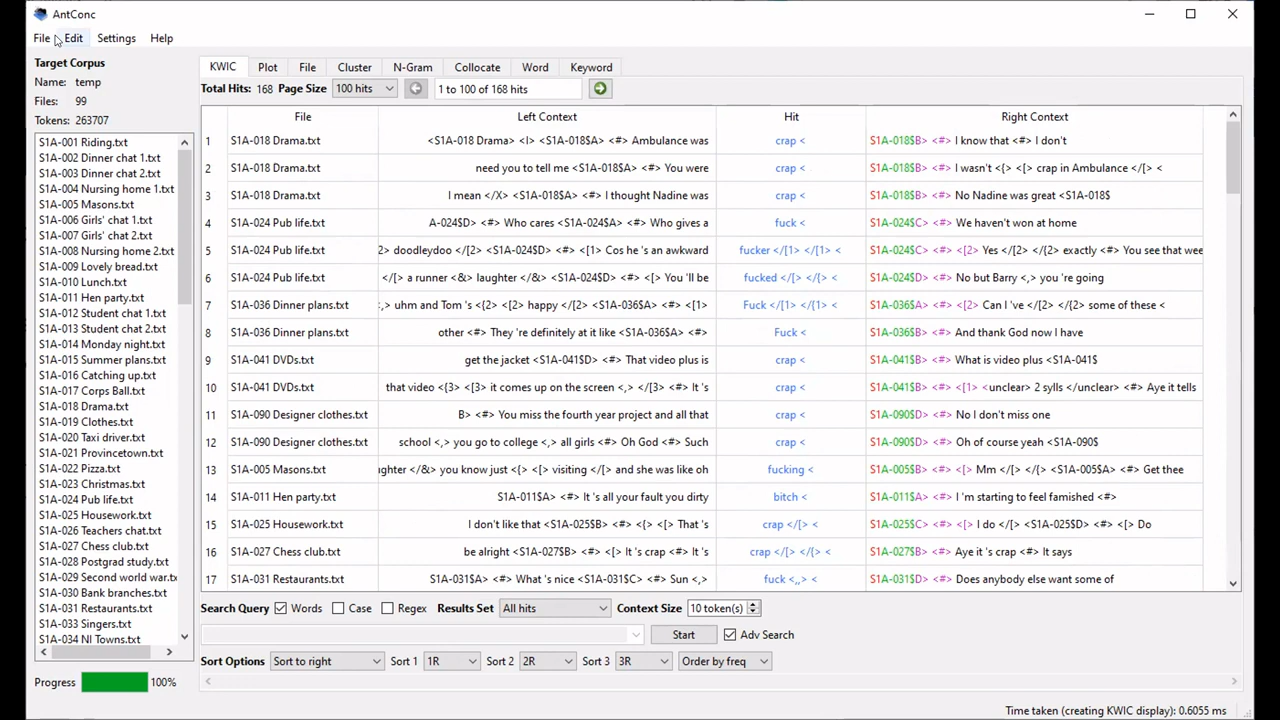 AntConc
File Edit Settings Help
Target Corpus
Name: temp
Files: 99
Tokens: 263707
S1A-001 Riding.txt
S1A-002 Dinner chat 1.txt
S1A-003 Dinner chat 2.txt
S1A-004 Nursing home 1.txt
S1A-005 Masons.txt
S1A-006 Girls' chat 1.txt
S1A-007 Girls' chat 2.txt
S1A-008 Nursing home 2.txt
S1A-009 Lovely bread.txt
S1A-010 Lunch.txt
S1A-011 Hen party.txt
S1A-012 Student chat 1.txt
S1A-013 Student chat 2.txt
S1A-014 Monday night.txt
S1A-015 Summer plans.txt
S1A-016 Catching up.txt
S1A-017 Corps Ball.txt
S1A-018 Drama.txt
S1A-019 Clothes.txt
S1A-020 Taxi driver.txt
S1A-021 Provincetown.txt
S1A-022 Pizza.txt
S1A-023 Christmas.txt
S1A-024 Pub life.txt
S1A-025 Housework.txt
S1A-026 Teachers chat.txt
S1A-027 Chess club.txt
S1A-028 Postgrad study.txt
S1A-029 Second world war.tx
S1A-030 Bank branches.txt
S1A-031 Restaurants.txt
S1A-033 Singers.txt
S1A-034 NI Towns.txt
Progress 100%
KWIC Plot File Cluster N-Gram Collocate Word Keyword
Total Hits: 168 Page Size 100 hits 1 to 100 of 168 hits
File Left Context Hit Right Context
1 S1A-018 Drama.txt <S1A-018 Drama> <I> <S1A-018$A> <#> Ambulance was crap < S1A-018$B> <#> I know that <#> I don't
2 S1A-018 Drama.txt need you to tell me <S1A-018$A> <#> You were crap < S1A-018$B> <#> I wasn't <{> <[> crap in Ambulance </[> <
3 S1A-018 Drama.txt I mean </X> <S1A-018$A> <#> I thought Nadine was crap < S1A-018$B> <#> No Nadine was great <S1A-018$
4 S1A-024 Pub life.txt A-024$D> <#> Who cares <S1A-024$A> <#> Who gives a fuck < S1A-024$C> <#> We haven't won at home
5 S1A-024 Pub life.txt 2> doodleydoo </[2> <S1A-024$D> <#> <[1> Cos he 's an awkward fucker </[1> </{1> < S1A-024$C> <#> <[2> Yes </[2> </{2> exactly <#> You see that wee
6 S1A-024 Pub life.txt </[> a runner <&> laughter </&> <S1A-024$D> <#> <[> You 'll be fucked </[> </{> < S1A-024$D> <#> No but Barry <,> you 're going
7 S1A-036 Dinner plans.txt <,> uhm and Tom 's <{2> <[2> happy </[2> <S1A-036$A> <#> <[1> Fuck </[1> </{1> < S1A-036$A> <#> <[2> Can I 've </[2> </{2> some of these <
8 S1A-036 Dinner plans.txt other <#> They 're definitely at it like <S1A-036$A> <#> Fuck < S1A-036$B> <#> And thank God now I have
9 S1A-041 DVDs.txt get the jacket <S1A-041$D> <#> That video plus is crap < S1A-041$B> <#> What is video plus <S1A-041$
10 S1A-041 DVDs.txt that video <{3> <[3> it comes up on the screen <,> </[3> <#> It 's crap < S1A-041$B> <#> <[1> <unclear> 2 sylls </unclear> <#> Aye it tells
11 S1A-090 Designer clothes.txt B> <#> You miss the fourth year project and all that crap < S1A-090$D> <#> No I don't miss one
12 S1A-090 Designer clothes.txt school <,> you go to college <,> all girls <#> Oh God <#> Such crap < S1A-090$D> <#> Oh of course yeah <S1A-090$
13 S1A-005 Masons.txt ghter </&> you know just <{> <[> visiting </[> and she was like oh fucking < S1A-005$B> <#> <[> Mm </[> </{> <S1A-005$A> <#> Get thee
14 S1A-011 Hen party.txt S1A-011$A> <#> It 's all your fault you dirty bitch < S1A-011$A> <#> I 'm starting to feel famished <#>
15 S1A-025 Housework.txt I don't like that <S1A-025$B> <#> <{> <[> That 's crap </[> < S1A-025$C> <#> <[> I do </[> </{> <S1A-025$D> <#> <[> Do
16 S1A-027 Chess club.txt be alright <S1A-027$B> <#> <[> It 's crap <#> It 's crap </[> </{> < S1A-027$B> <#> Aye it 's crap <#> It says
17 S1A-031 Restaurants.txt S1A-031$A> <#> What 's nice <S1A-031$C> <#> Sun <,> fuck <,,> < S1A-031$D> <#> Does anybody else want some of
Search Query Words Case Regex Results Set All hits Context Size 10 token(s)
Start Adv Search
Sort Options Sort to right Sort 1 1R Sort 2 2R Sort 3 3R Order by freq
Time taken (creating KWIC display): 0.6055 ms